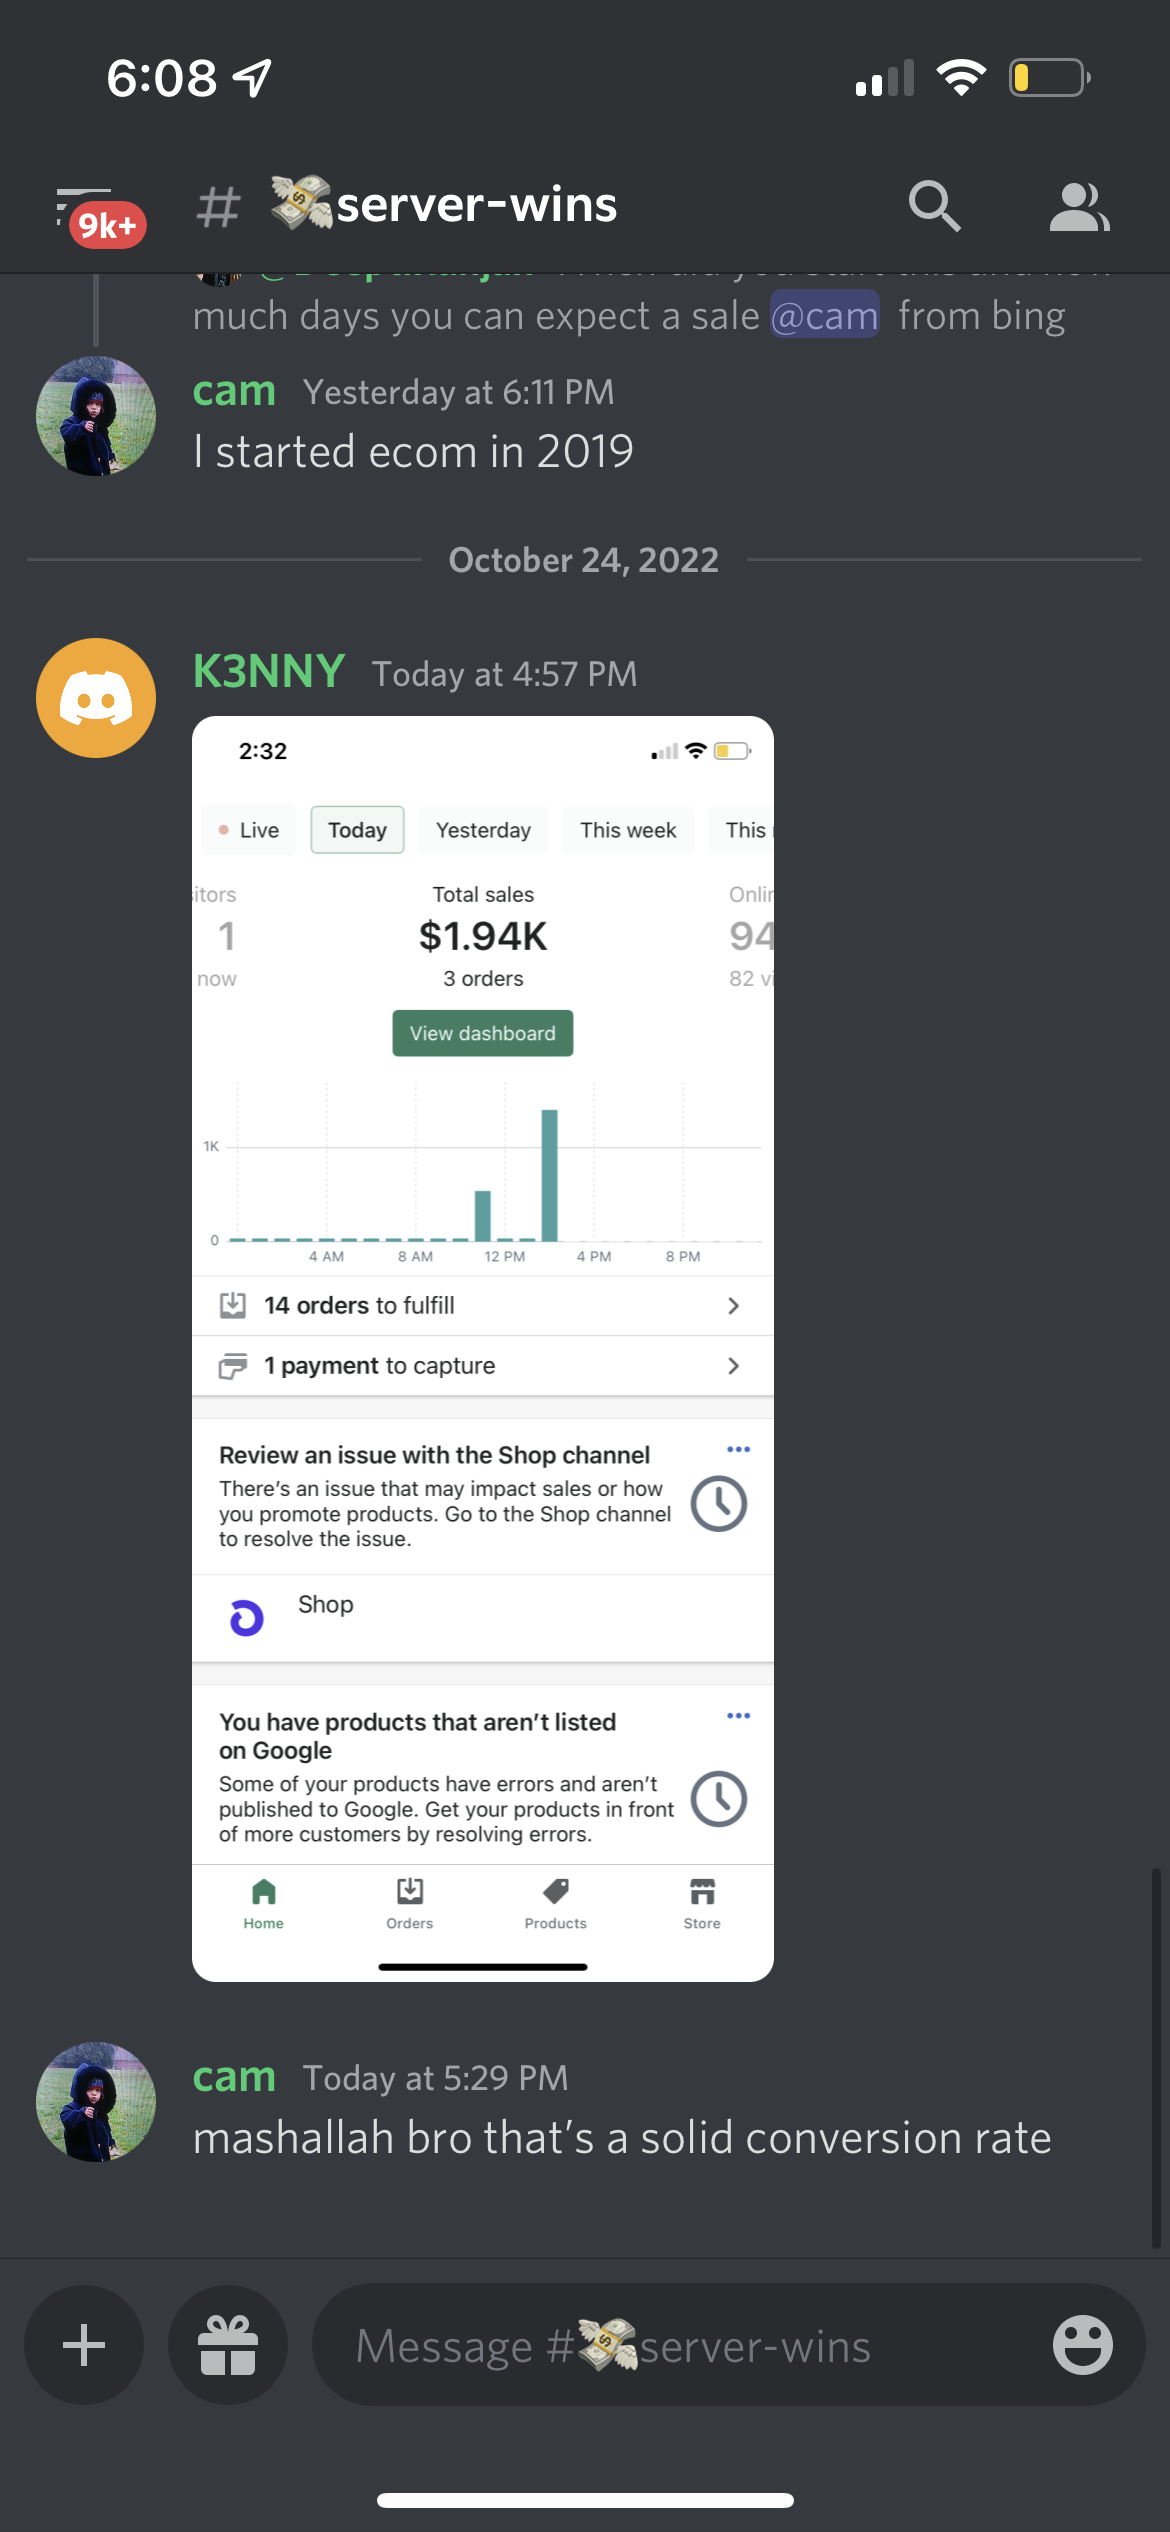 6:08
9k+
# 💸server-wins
much days you can expect a sale @cam from bing
cam Yesterday at 6:11 PM
I started ecom in 2019
October 24, 2022
K3NNY Today at 4:57 PM
2:32
Live Today Yesterday This week This
itors Total sales Onlin
1 $1.94K 94
now 3 orders 82 vi
View dashboard
1K
0
4 AM 8 AM 12 PM 4 PM 8 PM
14 orders to fulfill
1 payment to capture
Review an issue with the Shop channel
There's an issue that may impact sales or how
you promote products. Go to the Shop channel
to resolve the issue.
Shop
You have products that aren't listed
on Google
Some of your products have errors and aren't
published to Google. Get your products in front
of more customers by resolving errors.
Home Orders Products Store
cam Today at 5:29 PM
mashallah bro that's a solid conversion rate
Message #💸server-wins